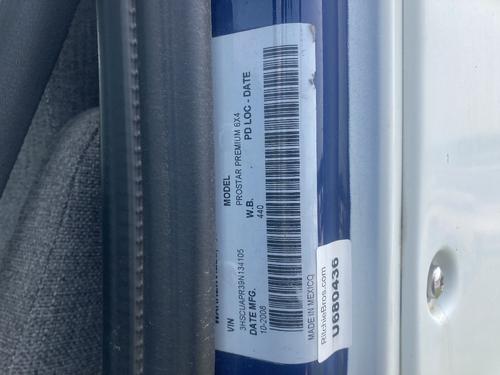 VIN MODEL
3HSCUAPR39N134105 PROSTAR PREMIUM 6X4
DATE MFG. W.B. PD LOC - DATE
10-2008 440
MADE IN MEXICO
RitchieBros.com
U680436